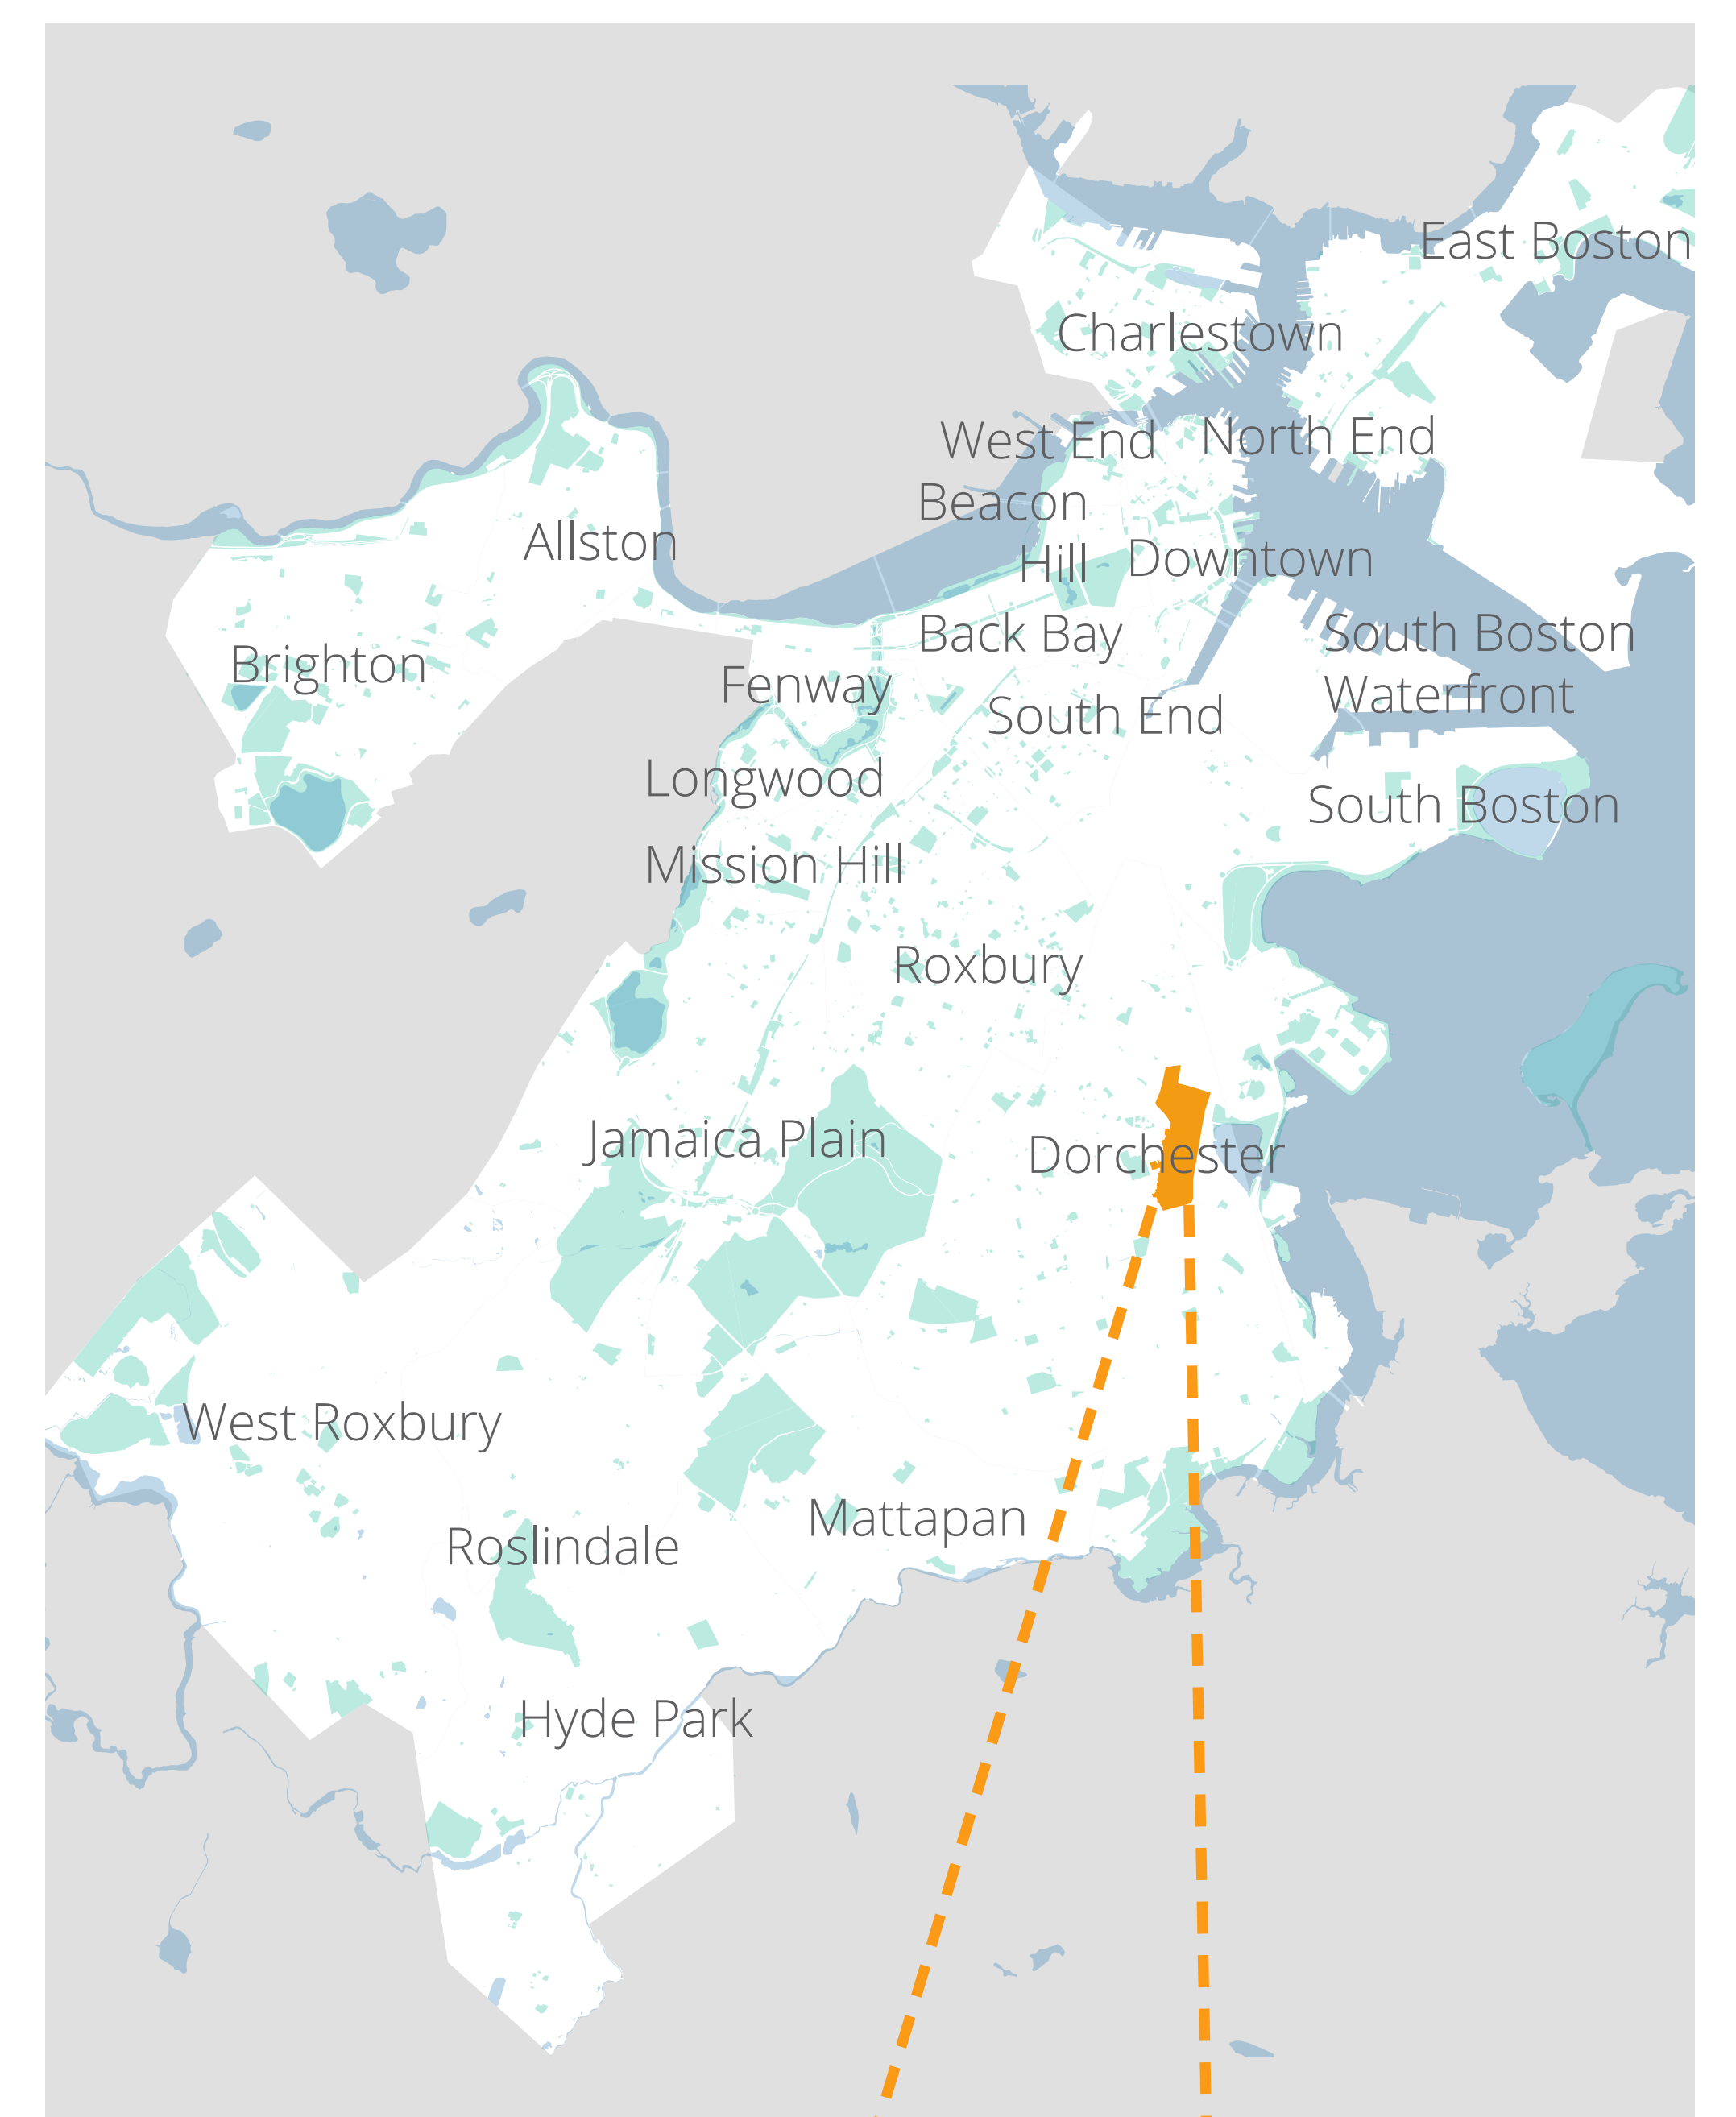 East Boston
Charlestown
West End
North End
Beacon
Hill
Downtown
Allston
Back Bay
South Boston
Waterfront
Brighton
Fenway
South End
Longwood
South Boston
Mission Hill
Roxbury
Jamaica Plain
Dorchester
West Roxbury
Mattapan
Roslindale
Hyde Park